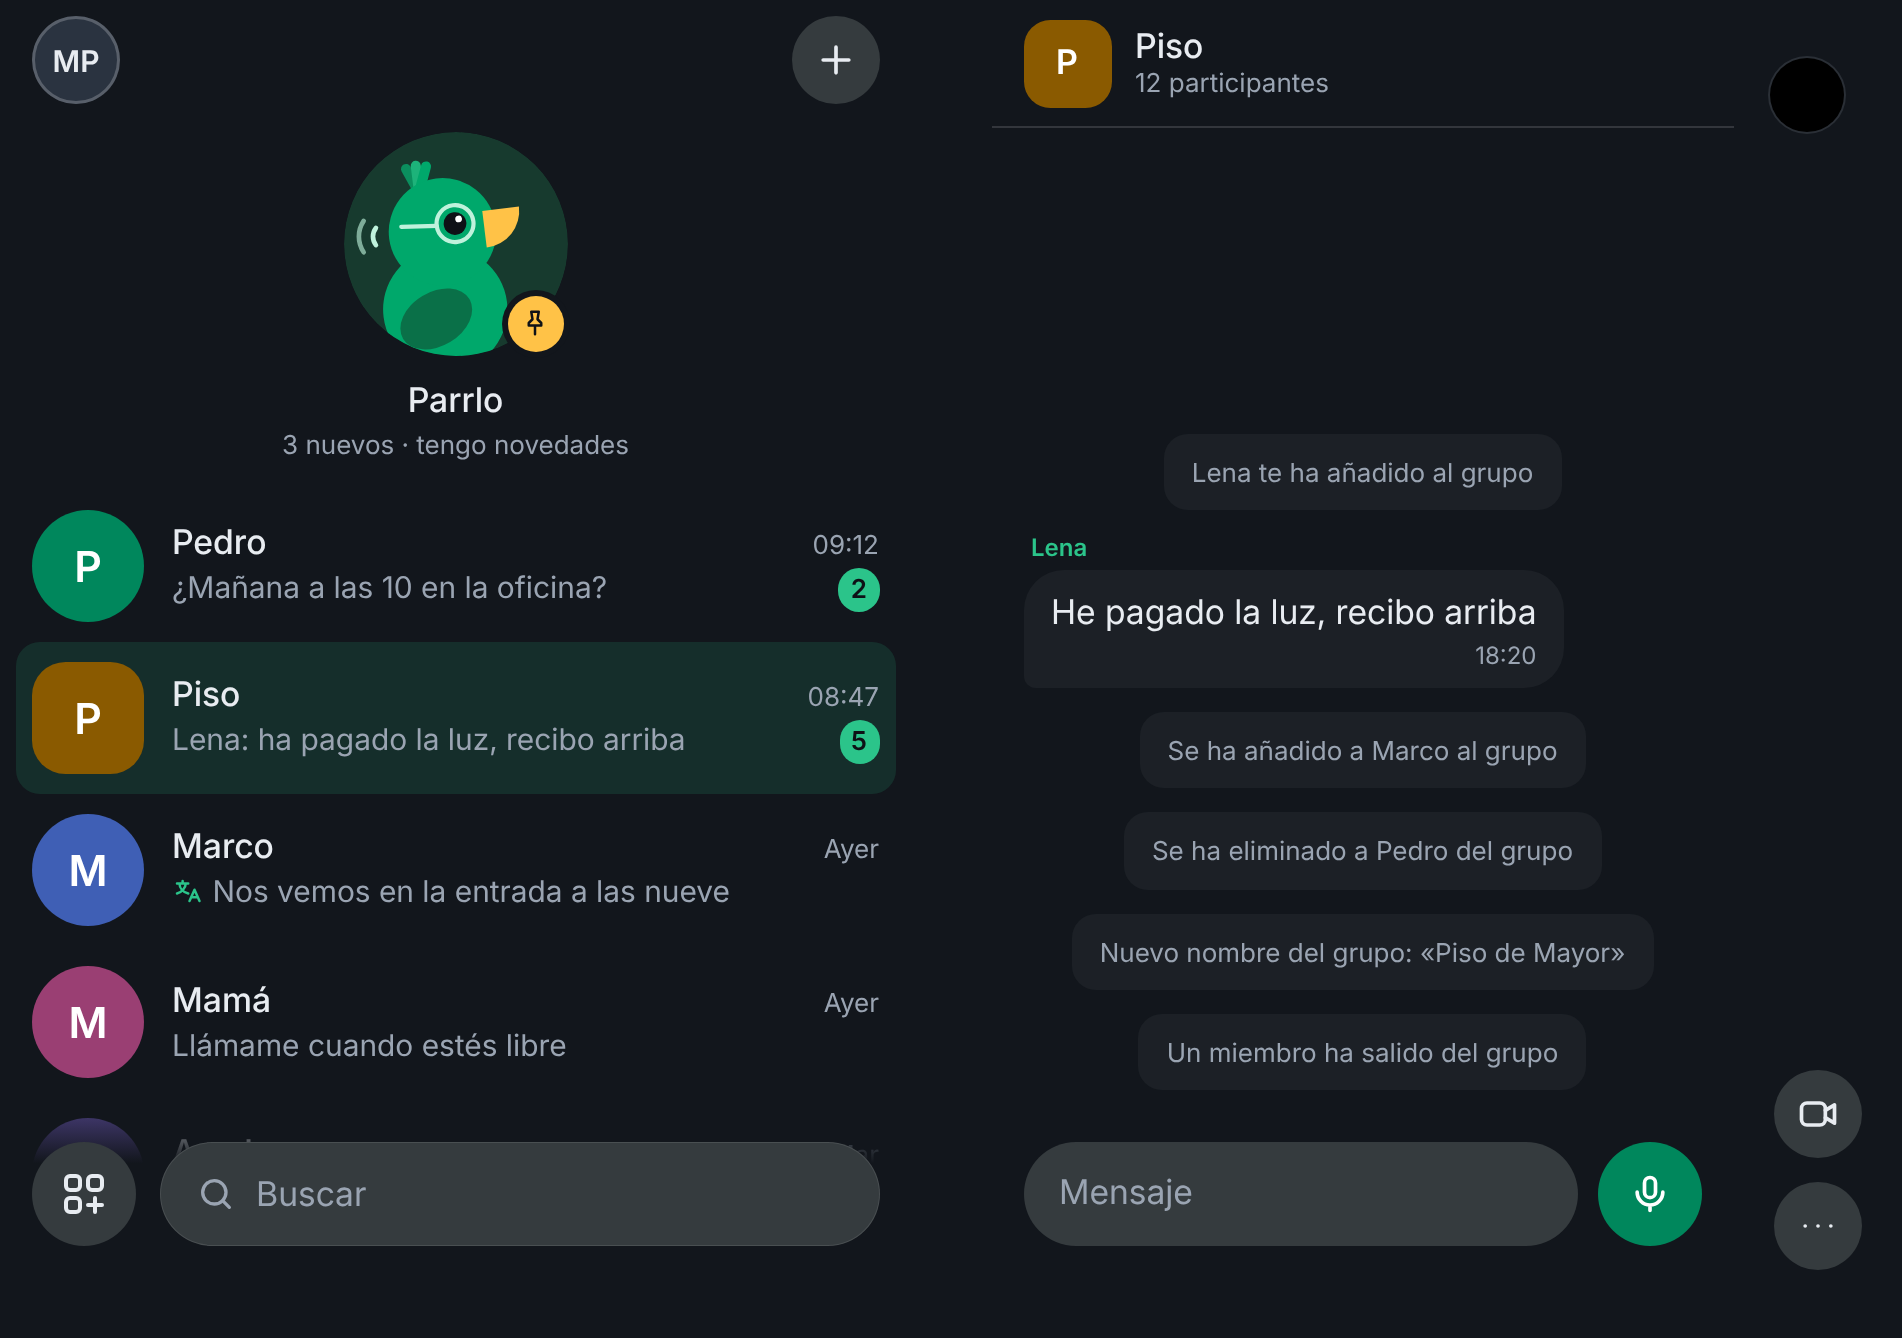 MP
Parrlo
3 nuevos · tengo novedades
P
Pedro
09:12
¿Mañana a las 10 en la oficina?
2
P
Piso
08:47
Lena: ha pagado la luz, recibo arriba
5
M
Marco
Ayer
Nos vemos en la entrada a las nueve
M
Mamá
Ayer
Llámame cuando estés libre
Buscar
P
Piso
12 participantes
Lena te ha añadido al grupo
Lena
He pagado la luz, recibo arriba
18:20
Se ha añadido a Marco al grupo
Se ha eliminado a Pedro del grupo
Nuevo nombre del grupo: «Piso de Mayor»
Un miembro ha salido del grupo
Mensaje